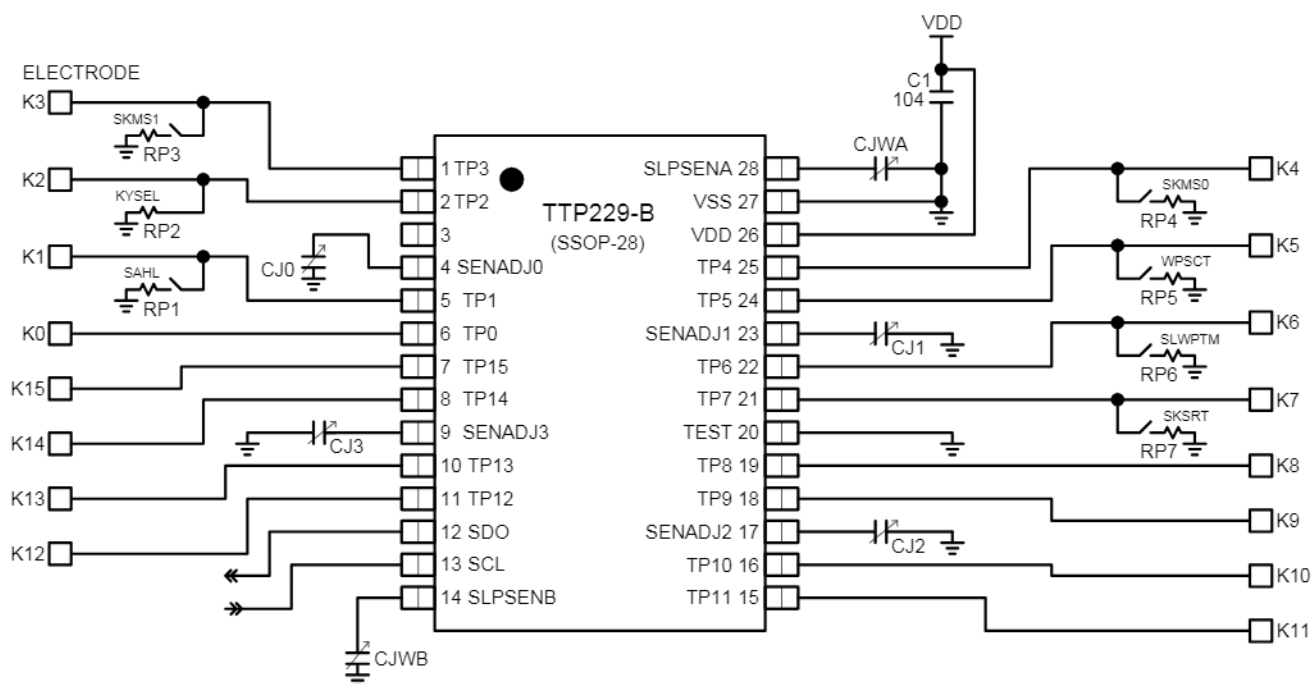 VDD
ELECTRODE
C1
104
K3
SKMS1
RP3
CJWA
1 TP3
SLPSENA 28
K4
K2
KYSEL
RP2
2 TP2
TTP229-B
(SSOP-28)
VSS 27
SKMS0
RP4
3
VDD 26
K1
SAHL
RP1
CJ0
4 SENADJ0
TP4 25
K5
WPSCT
RP5
5 TP1
TP5 24
K0
6 TP0
SENADJ1 23
CJ1
K6
SLWPTM
RP6
K15
7 TP15
TP6 22
8 TP14
TP7 21
K7
SKSRT
RP7
K14
CJ3
9 SENADJ3
TEST 20
10 TP13
TP8 19
K8
K13
11 TP12
TP9 18
K9
K12
12 SDO
SENADJ2 17
CJ2
13 SCL
TP10 16
K10
14 SLPSENB
TP11 15
K11
CJWB